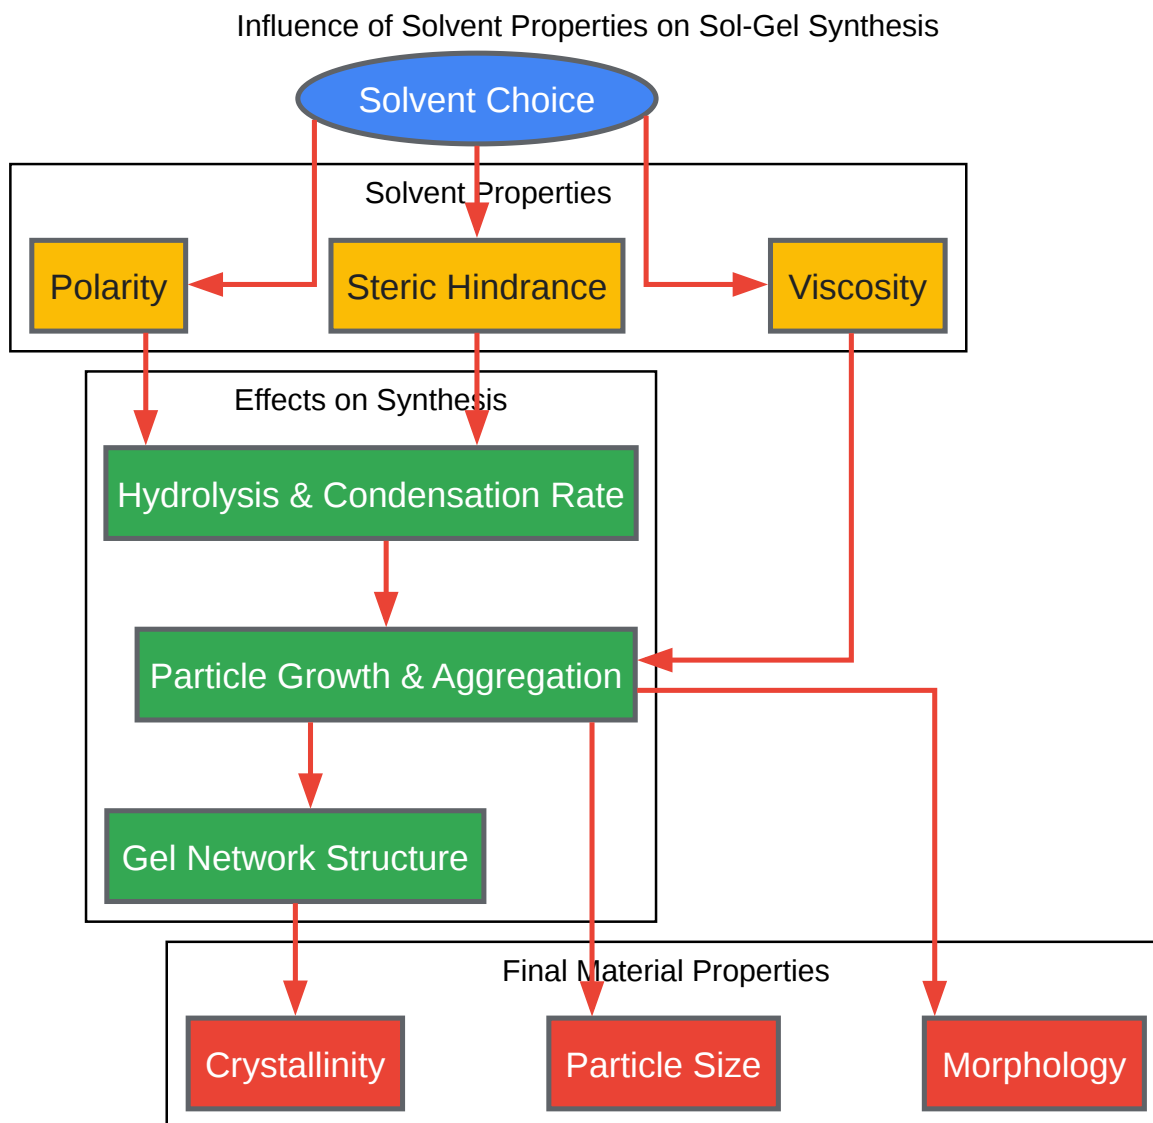 Influence of Solvent Properties on Sol-Gel Synthesis
Solvent Choice
Solvent Properties
Polarity
Steric Hindrance
Viscosity
Effects on Synthesis
Hydrolysis & Condensation Rate
Particle Growth & Aggregation
Gel Network Structure
Final Material Properties
Crystallinity
Particle Size
Morphology